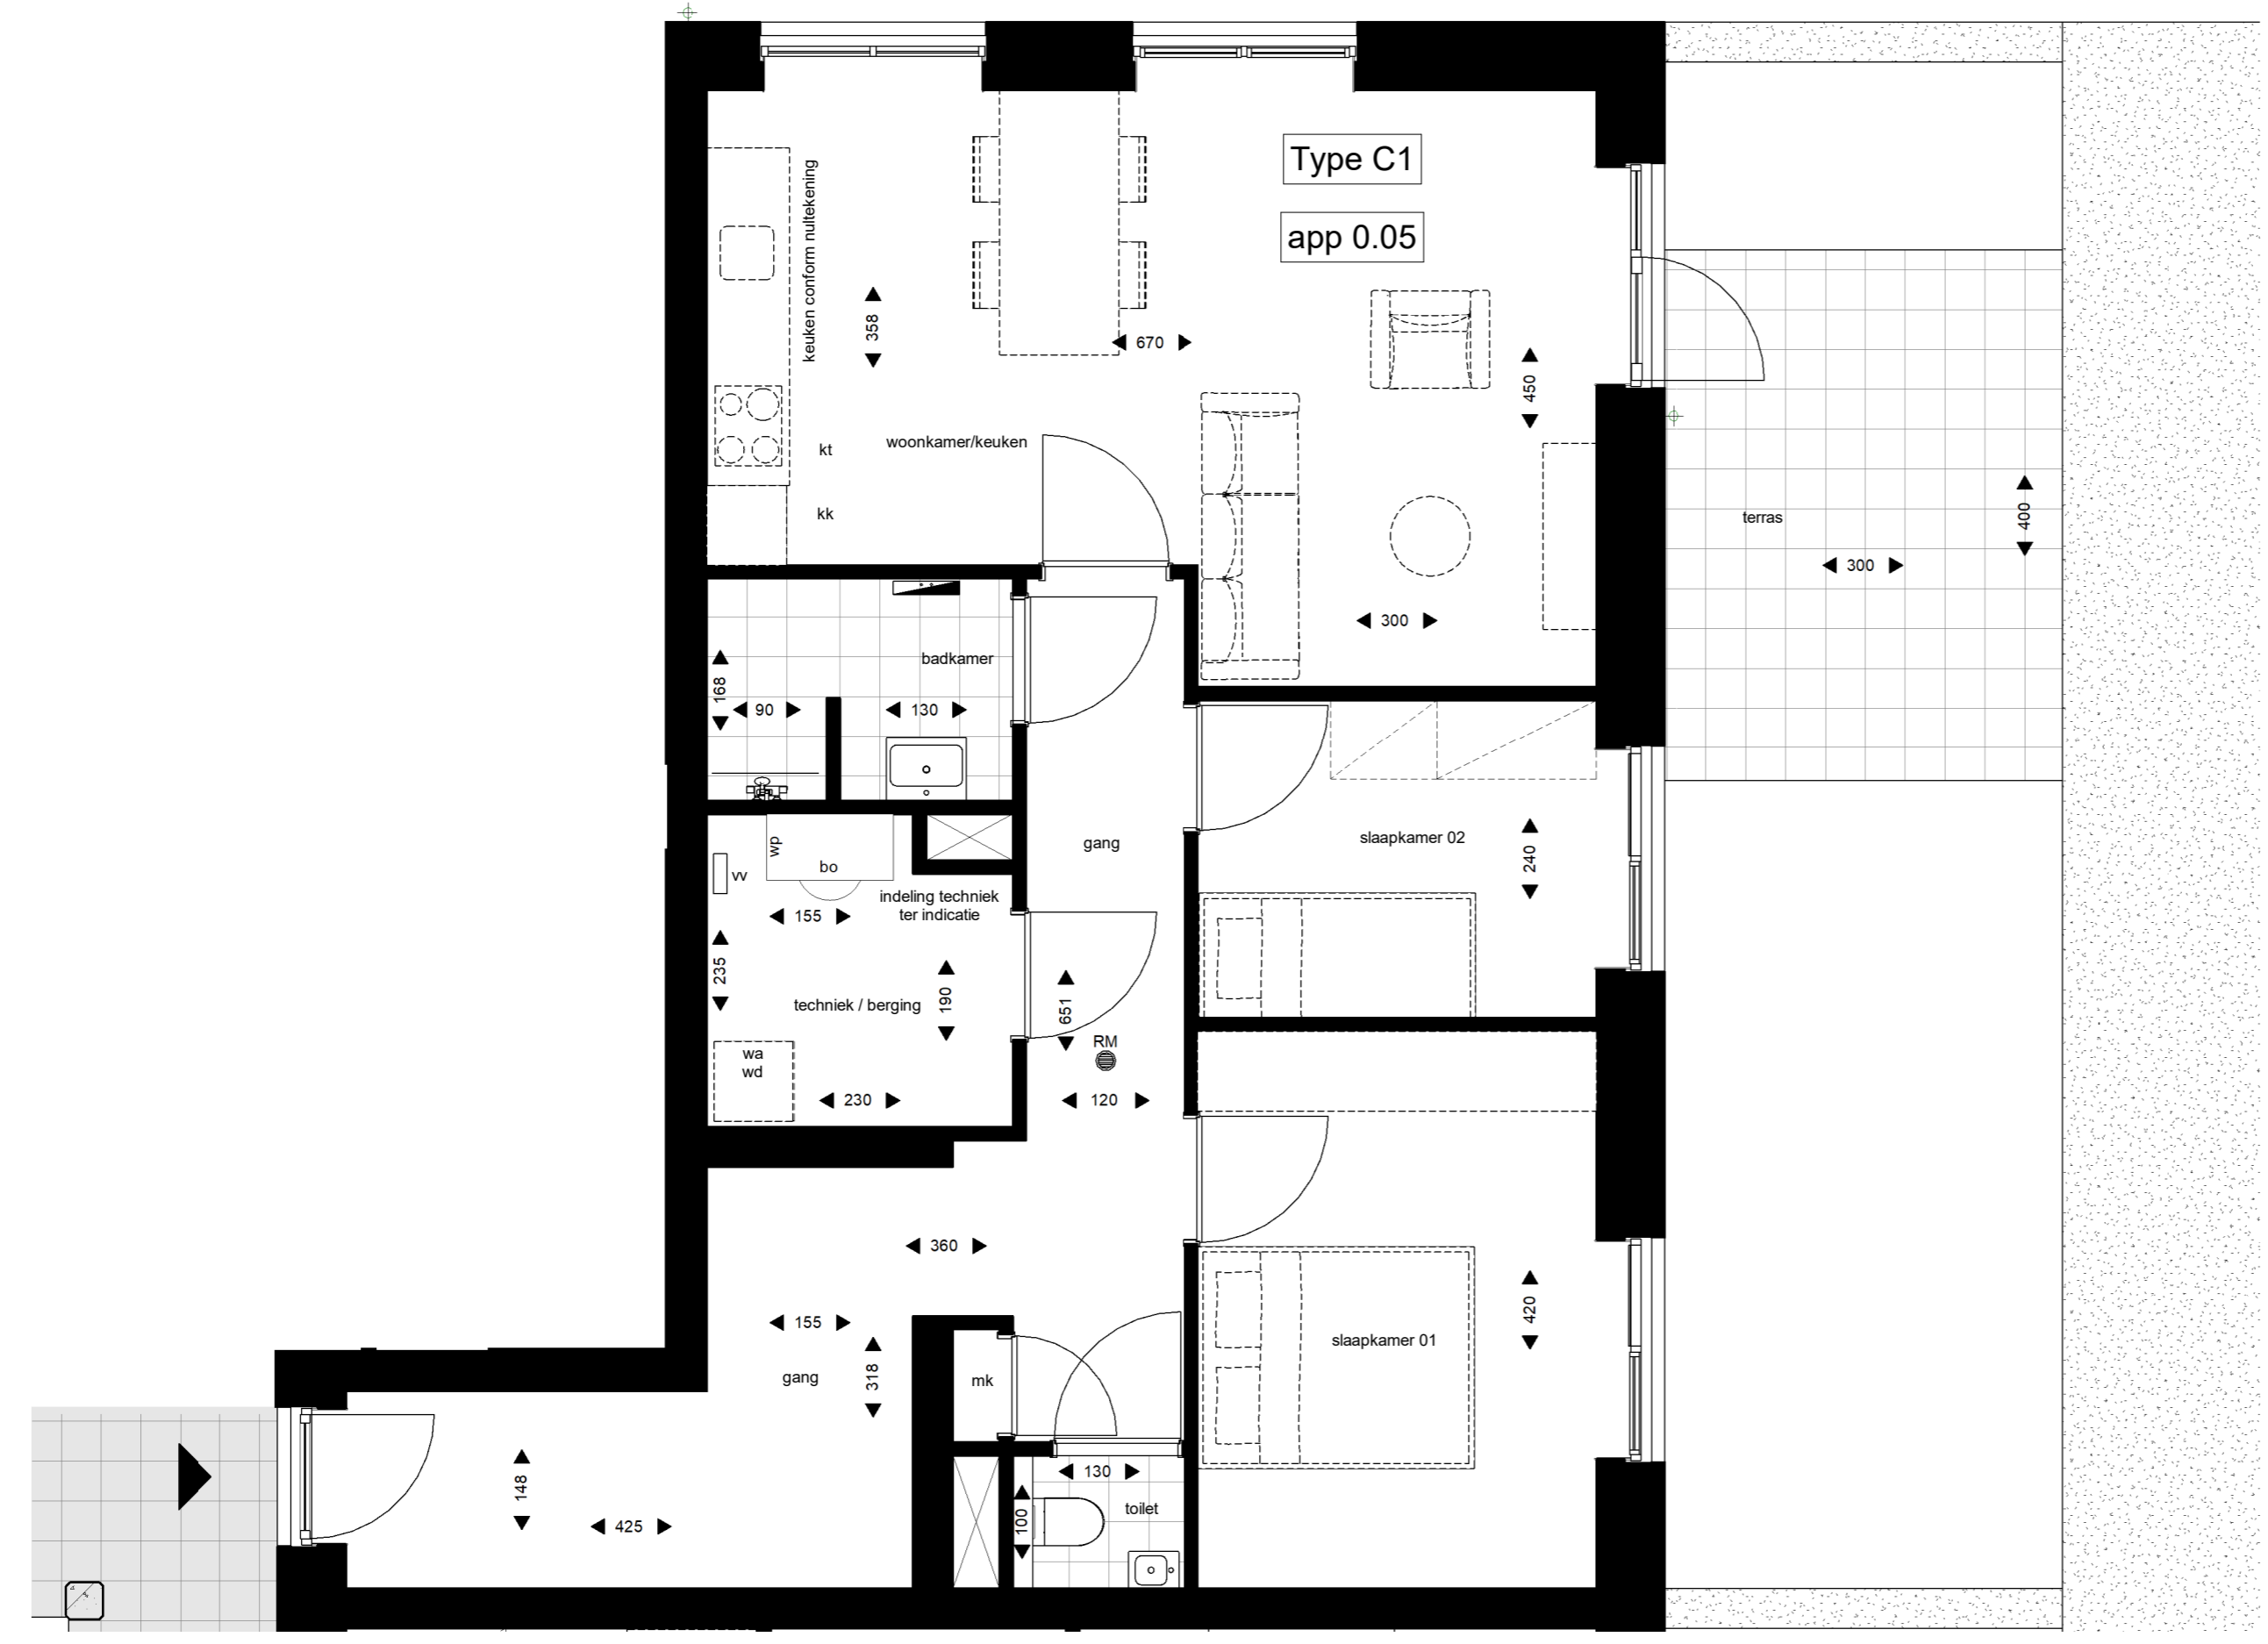 Type C1
app 0.05
keuken conform nultekening
358
670
450
kt
woonkamer/keuken
kk
terras
400
300
300
badkamer
168
90
130
gang
slaapkamer 02
240
wp
bo
vv
indeling techniek
ter indicatie
155
235
190
techniek / berging
651
RM
wa
wd
230
120
360
155
318
gang
mk
slaapkamer 01
420
148
425
130
100
toilet